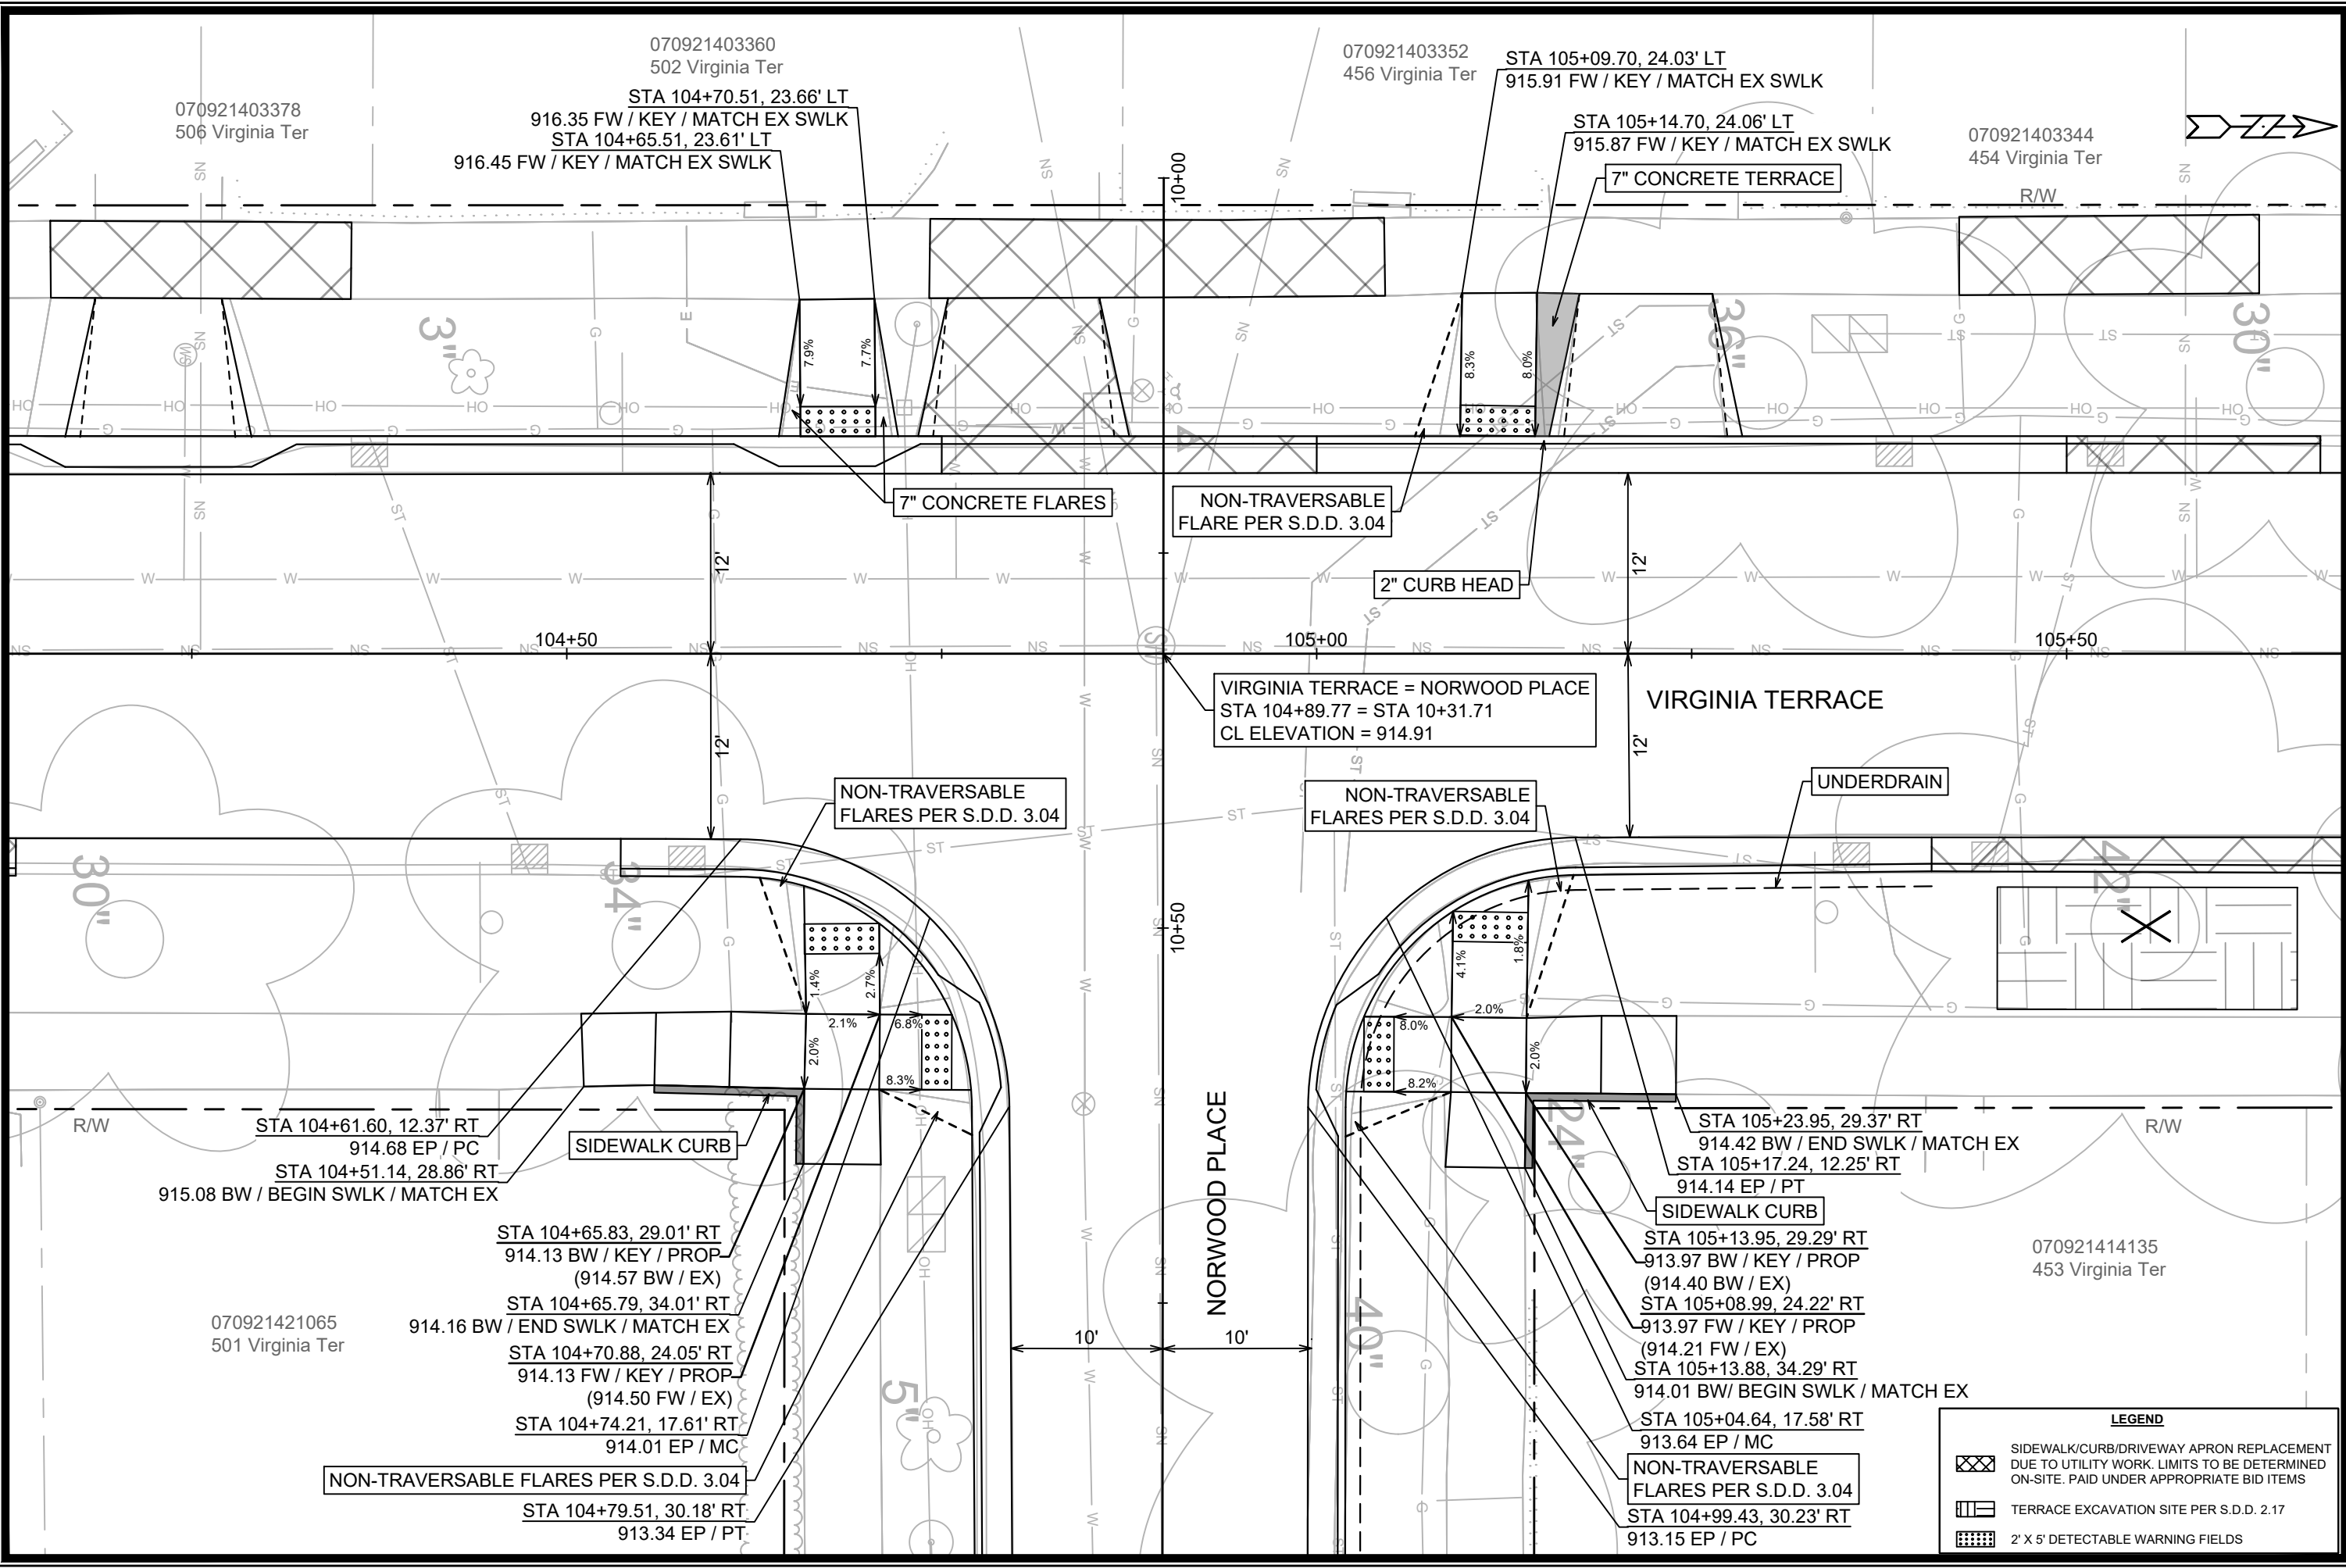 070921403378
506 Virginia Ter
070921403360
502 Virginia Ter
STA 104+70.51, 23.66' LT
916.35 FW / KEY / MATCH EX SWLK
STA 104+65.51, 23.61' LT
916.45 FW / KEY / MATCH EX SWLK
070921403352
456 Virginia Ter
STA 105+09.70, 24.03' LT
915.91 FW / KEY / MATCH EX SWLK
STA 105+14.70, 24.06' LT
915.87 FW / KEY / MATCH EX SWLK
7" CONCRETE TERRACE
070921403344
454 Virginia Ter
R/W
10+00
3"
7.9%
7.7%
8.3%
8.0%
36"
30"
7" CONCRETE FLARES
NON-TRAVERSABLE
FLARE PER S.D.D. 3.04
2" CURB HEAD
12'
12'
104+50
105+00
105+50
VIRGINIA TERRACE = NORWOOD PLACE
STA 104+89.77 = STA 10+31.71
CL ELEVATION = 914.91
VIRGINIA TERRACE
12'
12'
NON-TRAVERSABLE
FLARES PER S.D.D. 3.04
NON-TRAVERSABLE
FLARES PER S.D.D. 3.04
UNDERDRAIN
30"
34"
42"
10+50
1.4%
2.7%
2.1%
6.8%
2.0%
8.3%
4.1%
1.8%
2.0%
8.0%
2.0%
8.2%
R/W
STA 104+61.60, 12.37' RT
914.68 EP / PC
SIDEWALK CURB
STA 104+51.14, 28.86' RT
915.08 BW / BEGIN SWLK / MATCH EX
STA 104+65.83, 29.01' RT
914.13 BW / KEY / PROP
(914.57 BW / EX)
STA 104+65.79, 34.01' RT
914.16 BW / END SWLK / MATCH EX
STA 104+70.88, 24.05' RT
914.13 FW / KEY / PROP
(914.50 FW / EX)
STA 104+74.21, 17.61' RT
914.01 EP / MC
NON-TRAVERSABLE FLARES PER S.D.D. 3.04
STA 104+79.51, 30.18' RT
913.34 EP / PT
070921421065
501 Virginia Ter
5"
NORWOOD PLACE
10'
10'
40"
24"
STA 105+23.95, 29.37' RT
914.42 BW / END SWLK / MATCH EX
STA 105+17.24, 12.25' RT
914.14 EP / PT
SIDEWALK CURB
STA 105+13.95, 29.29' RT
913.97 BW / KEY / PROP
(914.40 BW / EX)
STA 105+08.99, 24.22' RT
913.97 FW / KEY / PROP
(914.21 FW / EX)
STA 105+13.88, 34.29' RT
914.01 BW/ BEGIN SWLK / MATCH EX
STA 105+04.64, 17.58' RT
913.64 EP / MC
NON-TRAVERSABLE
FLARES PER S.D.D. 3.04
STA 104+99.43, 30.23' RT
913.15 EP / PC
R/W
070921414135
453 Virginia Ter
LEGEND
SIDEWALK/CURB/DRIVEWAY APRON REPLACEMENT
DUE TO UTILITY WORK. LIMITS TO BE DETERMINED
ON-SITE. PAID UNDER APPROPRIATE BID ITEMS
TERRACE EXCAVATION SITE PER S.D.D. 2.17
2' X 5' DETECTABLE WARNING FIELDS